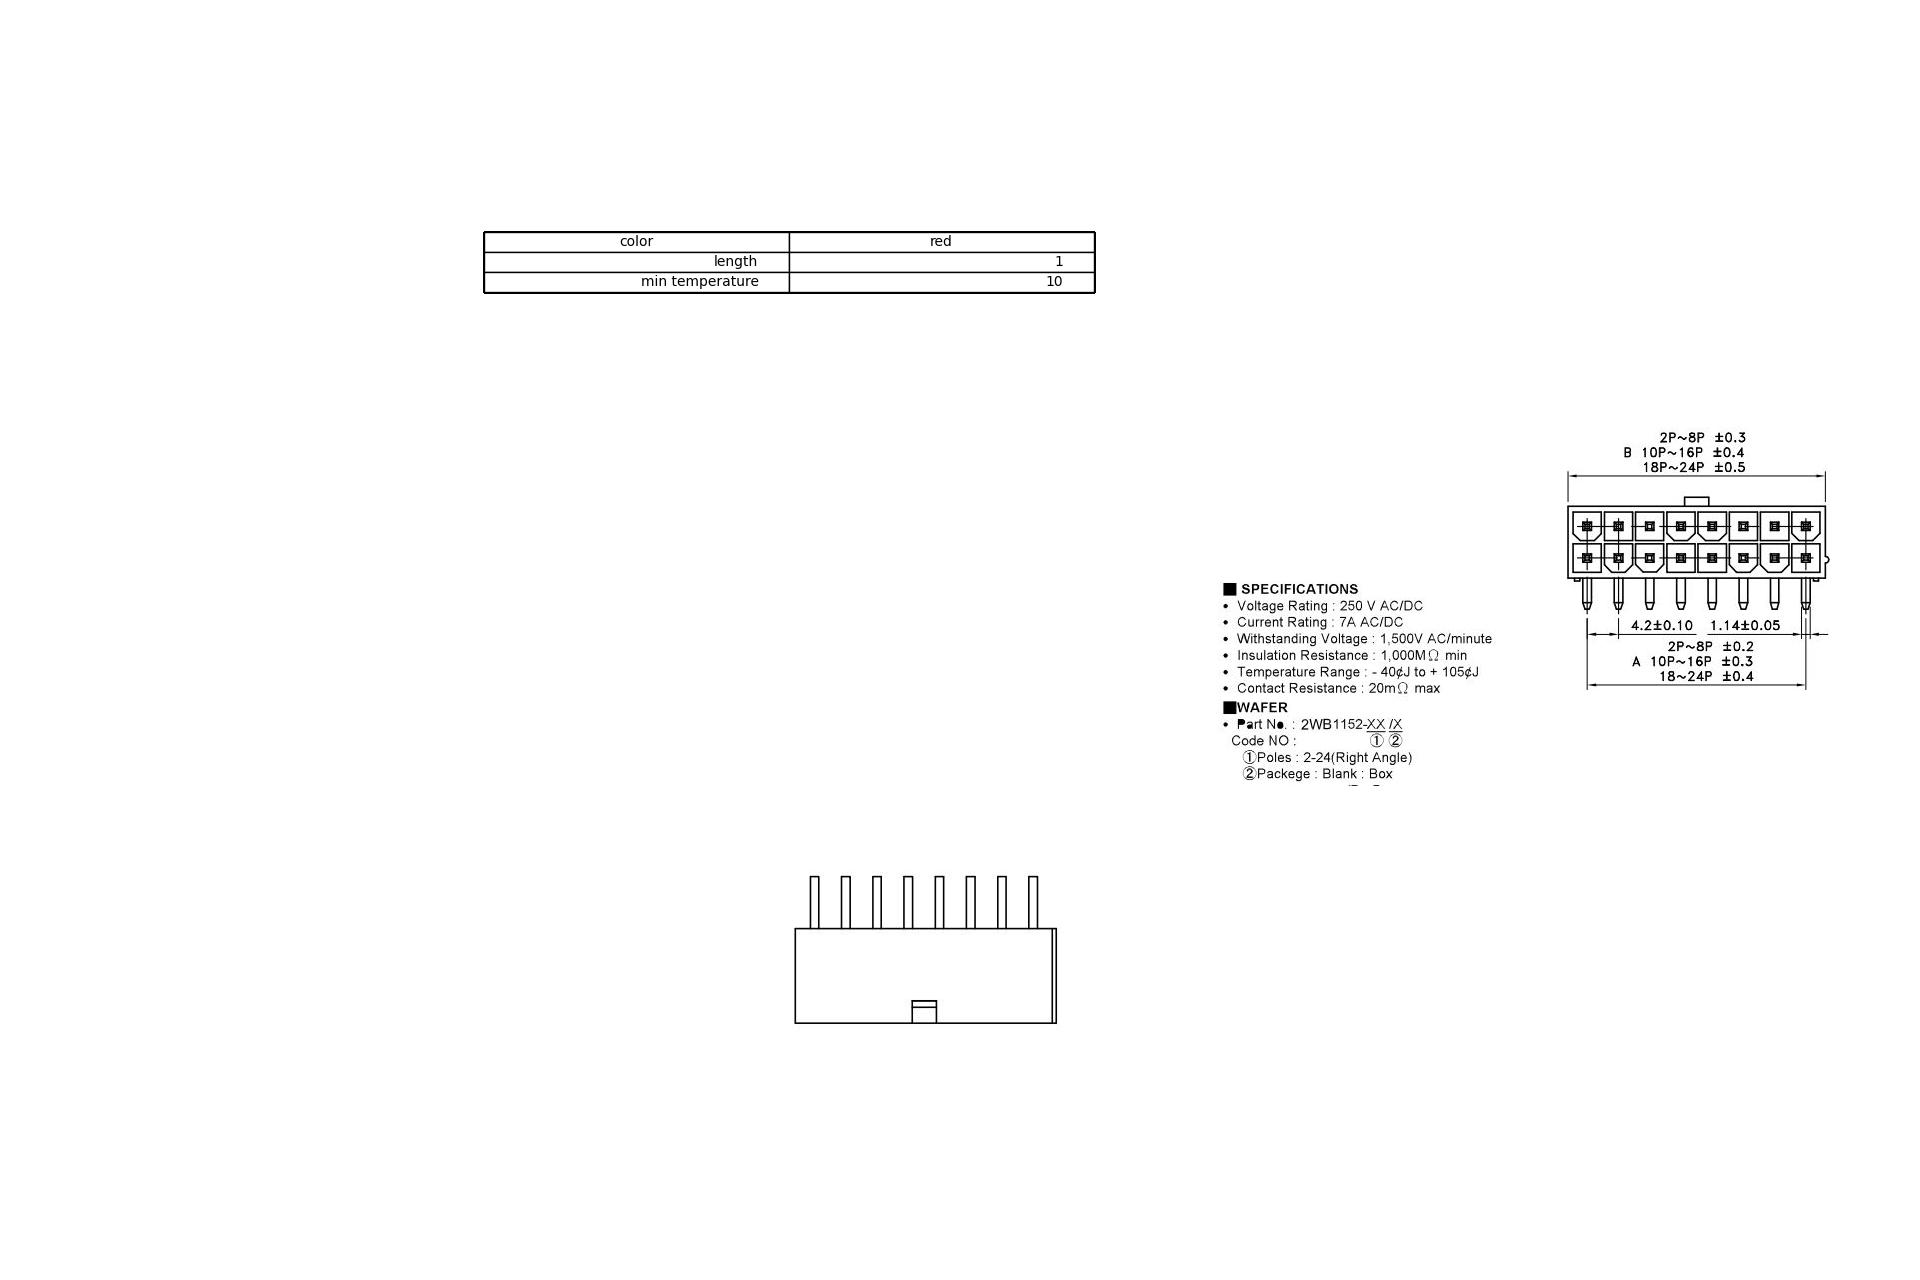 color red
length 1
min temperature 10
2P~8P ±0.3
B 10P~16P ±0.4
18P~24P ±0.5
4.2±0.10 1.14±0.05
2P~8P ±0.2
A 10P~16P ±0.3
18~24P ±0.4
■ SPECIFICATIONS
• Voltage Rating : 250 V AC/DC
• Current Rating : 7A AC/DC
• Withstanding Voltage : 1,500V AC/minute
• Insulation Resistance : 1,000MΩ min
• Temperature Range : - 40¢J to + 105¢J
• Contact Resistance : 20mΩ max
■WAFER
• Part No. : 2WB1152-XX /X
Code NO : ① ②
①Poles : 2-24(Right Angle)
②Packege : Blank : Box